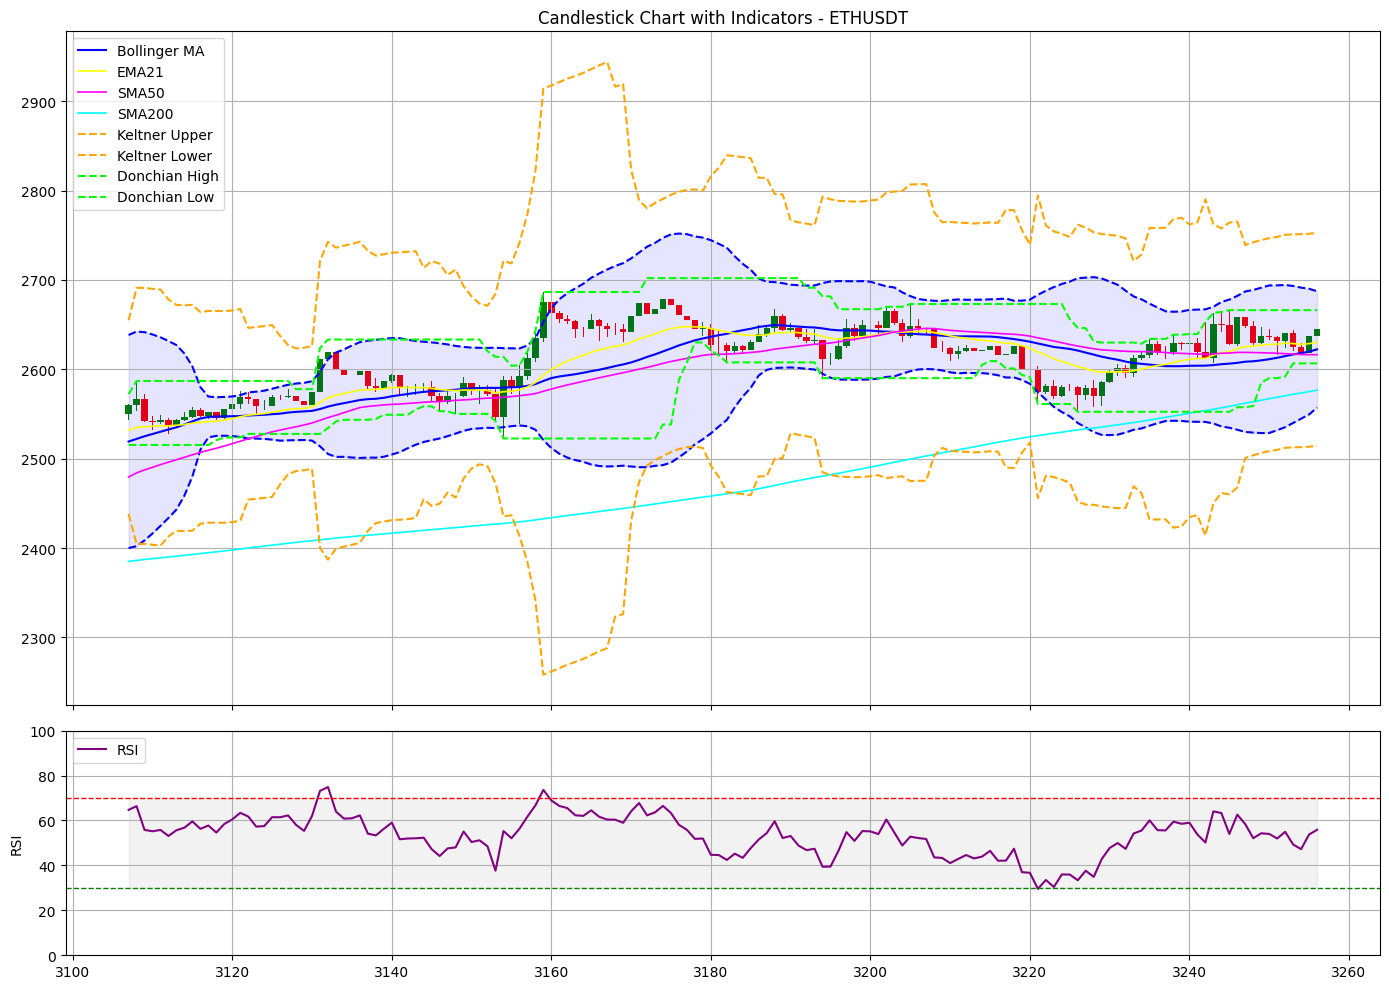 Candlestick Chart with Indicators - ETHUSDT
Bollinger MA
EMA21
SMA50
SMA200
Keltner Upper
Keltner Lower
Donchian High
Donchian Low
2900
2800
2700
2600
2500
2400
2300
RSI
100
80
60
40
20
0
RSI
3100
3120
3140
3160
3180
3200
3220
3240
3260